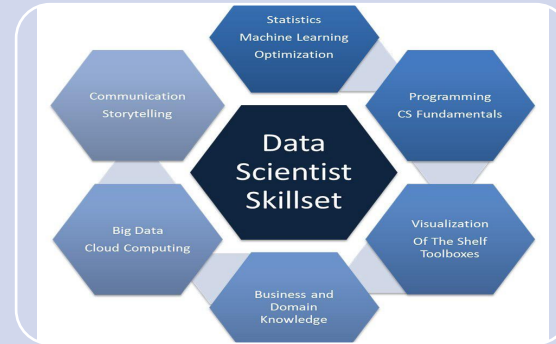 Statistics
Machine Learning
Optimization
Programming
CS Fundamentals
Visualization
Of The Shelf
Toolboxes
Business and
Domain
Knowledge
Big Data
Cloud Computing
Communication
Storytelling
Data
Scientist
Skillset